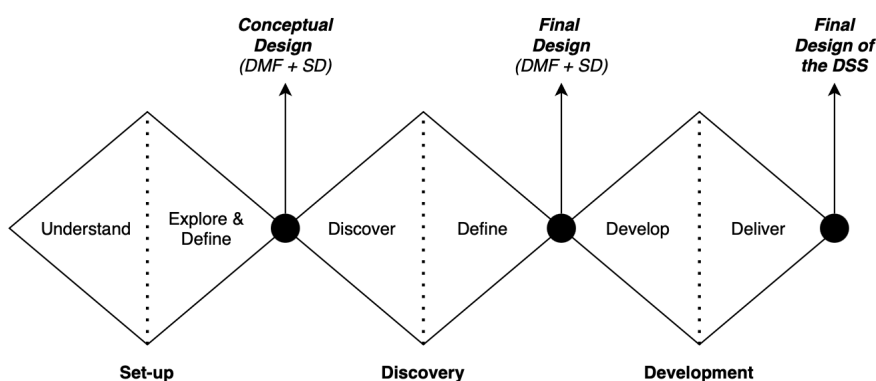 Conceptual
Design
(DMF + SD)
Final
Design
(DMF + SD)
Final
Design of
the DSS
Understand
Explore &
Define
Discover
Define
Develop
Deliver
Set-up
Discovery
Development